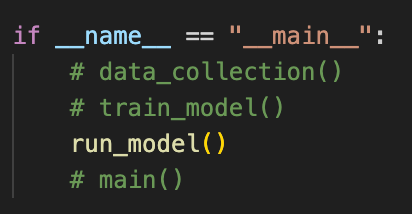 if __name__ == "__main__":
    # data_collection()
    # train_model()
    run_model()
    # main()